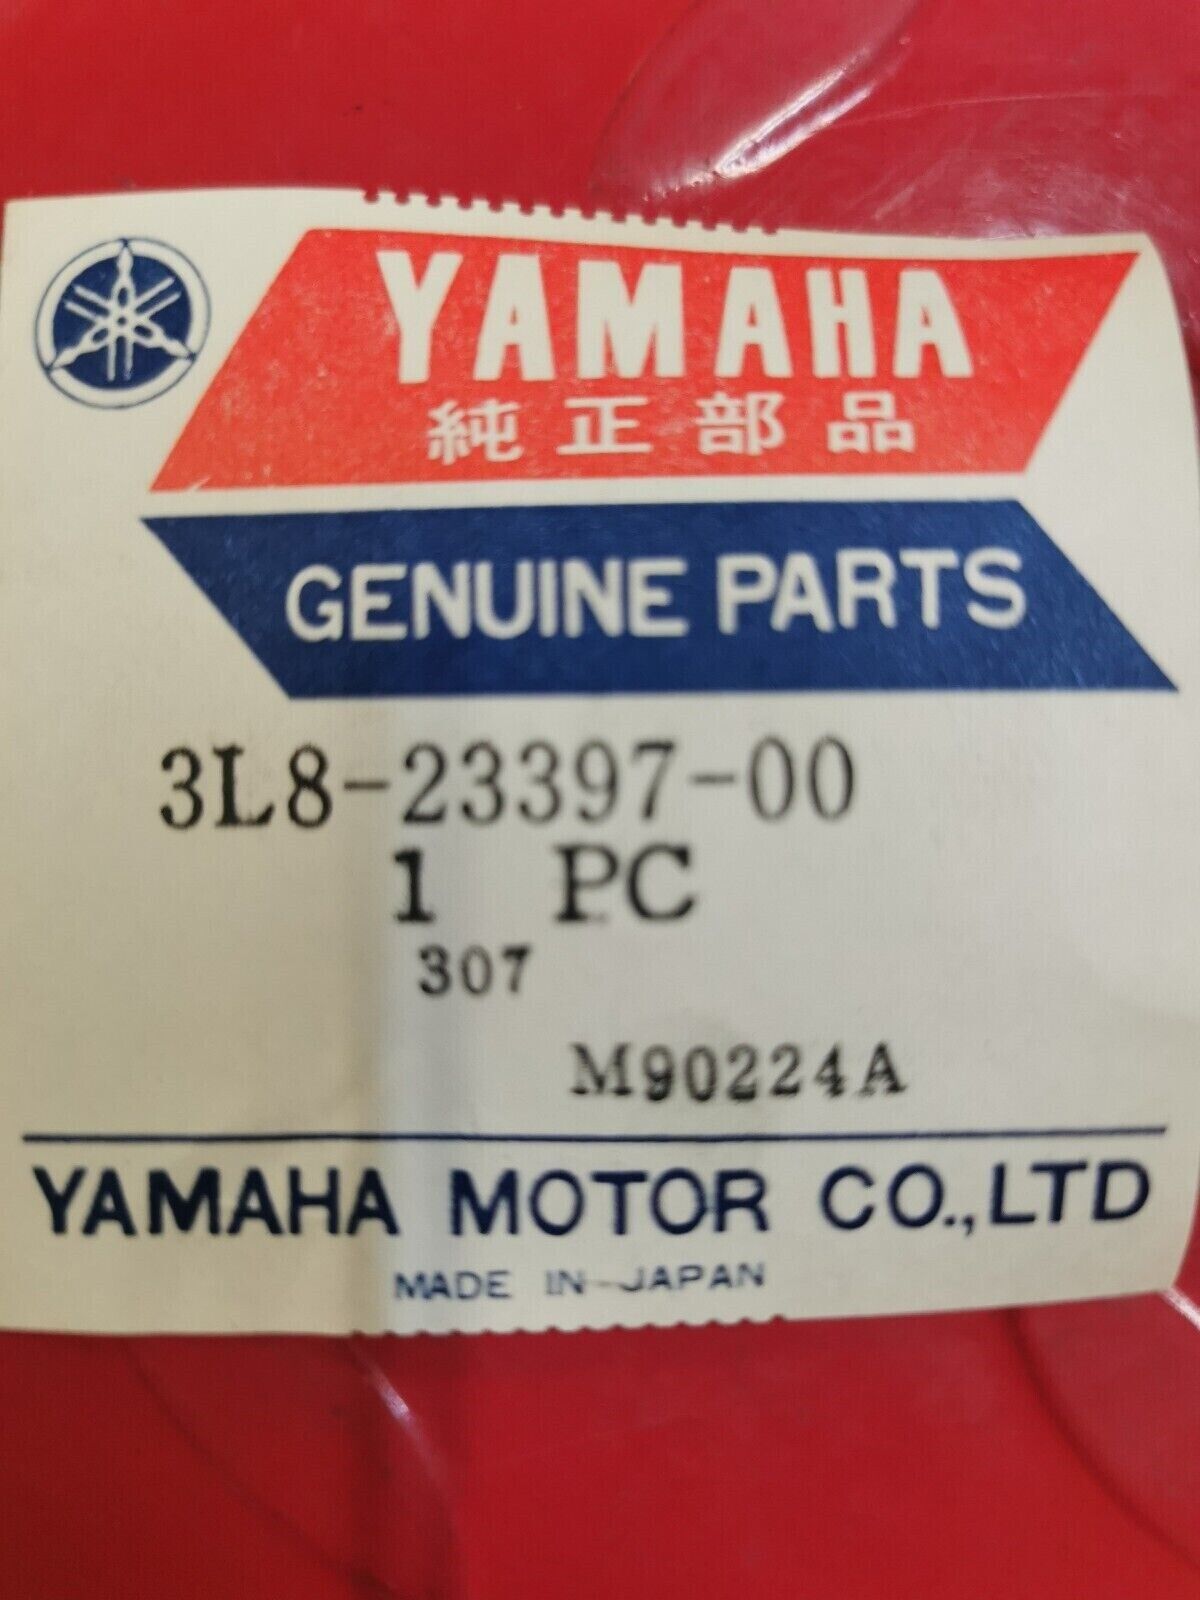 YAMAHA
純正部品
GENUINE PARTS
3L8-23397-00
1 PC
307
M90224A
YAMAHA MOTOR CO.,LTD
MADE IN JAPAN